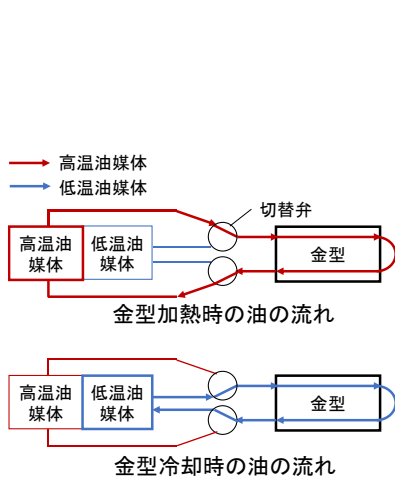 高温油媒体
低温油媒体
切替弁
高温油
媒体
低温油
媒体
金型
金型加熱時の油の流れ
高温油
媒体
低温油
媒体
金型
金型冷却時の油の流れ